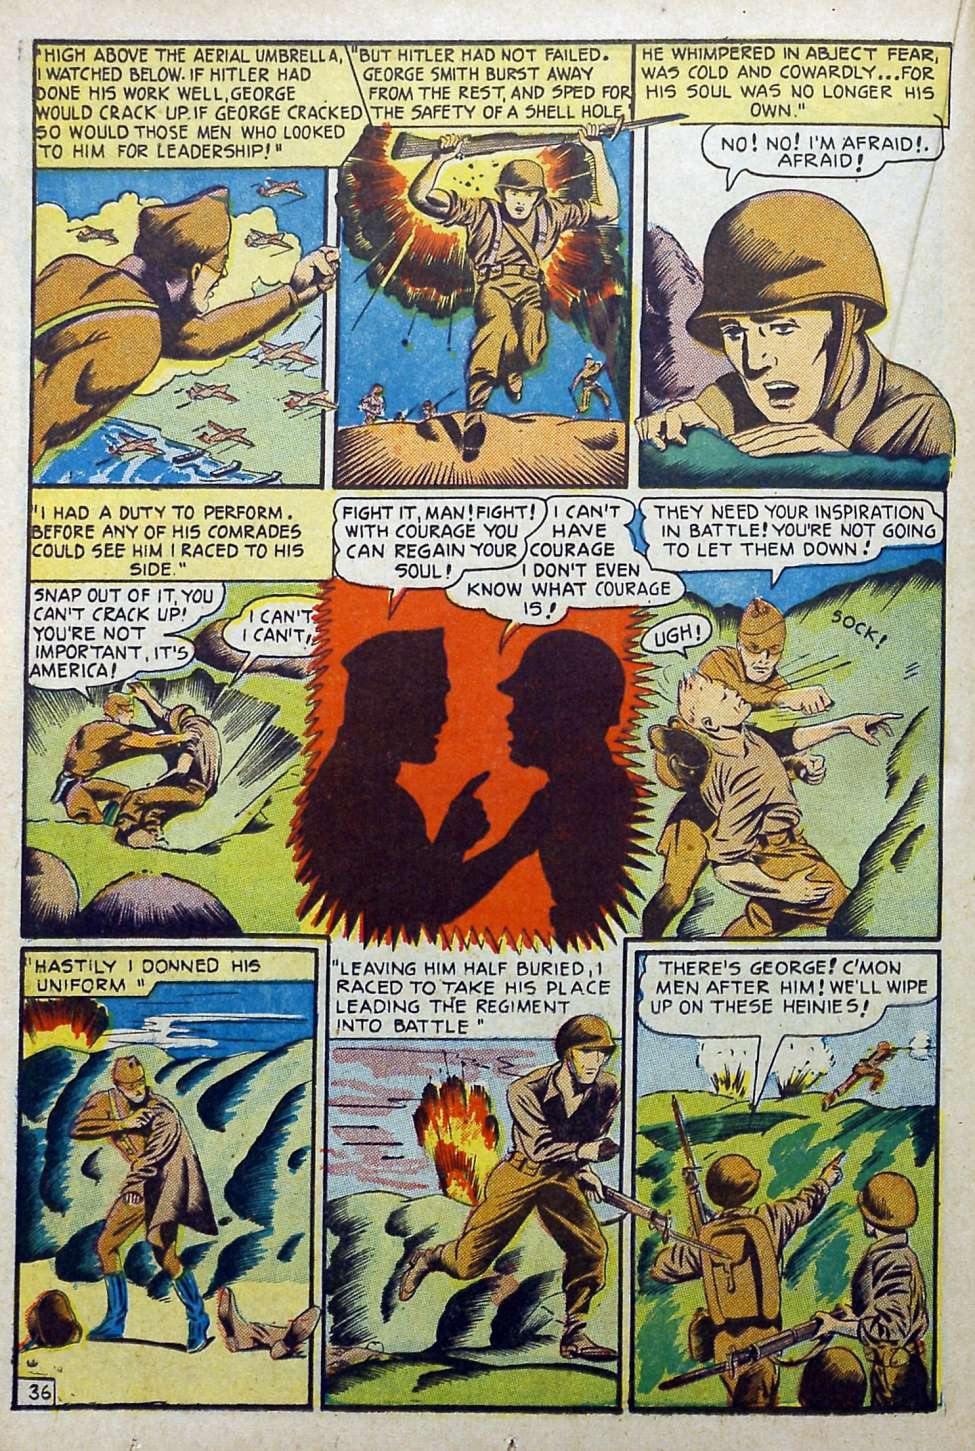 "HIGH ABOVE THE AERIAL UMBRELLA,
I WATCHED BELOW. IF HITLER HAD
DONE HIS WORK WELL, GEORGE
WOULD CRACK UP. IF GEORGE CRACKED
SO WOULD THOSE MEN WHO LOOKED
TO HIM FOR LEADERSHIP!"
"BUT HITLER HAD NOT FAILED.
GEORGE SMITH BURST AWAY
FROM THE REST, AND SPED FOR
THE SAFETY OF A SHELL HOLE,
HE WHIMPERED IN ABJECT FEAR,
WAS COLD AND COWARDLY...FOR
HIS SOUL WAS NO LONGER HIS
OWN."
NO! NO! I'M AFRAID!.
AFRAID!
"I HAD A DUTY TO PERFORM.
BEFORE ANY OF HIS COMRADES
COULD SEE HIM I RACED TO HIS
SIDE."
SNAP OUT OF IT, YOU
CAN'T CRACK UP!
YOU'RE NOT
IMPORTANT, IT'S
AMERICA!
I CAN'T
I CAN'T,
FIGHT IT, MAN! FIGHT!
WITH COURAGE YOU
CAN REGAIN YOUR
SOUL!
I CAN'T
HAVE
COURAGE
I DON'T EVEN
KNOW WHAT COURAGE
IS!
THEY NEED YOUR INSPIRATION
IN BATTLE! YOU'RE NOT GOING
TO LET THEM DOWN!
UGH!
SOCK!
"HASTILY I DONNED HIS
UNIFORM"
"LEAVING HIM HALF BURIED, I
RACED TO TAKE HIS PLACE
LEADING THE REGIMENT
INTO BATTLE"
THERE'S GEORGE! C'MON
MEN AFTER HIM! WE'LL WIPE
UP ON THESE HEINIES!
36